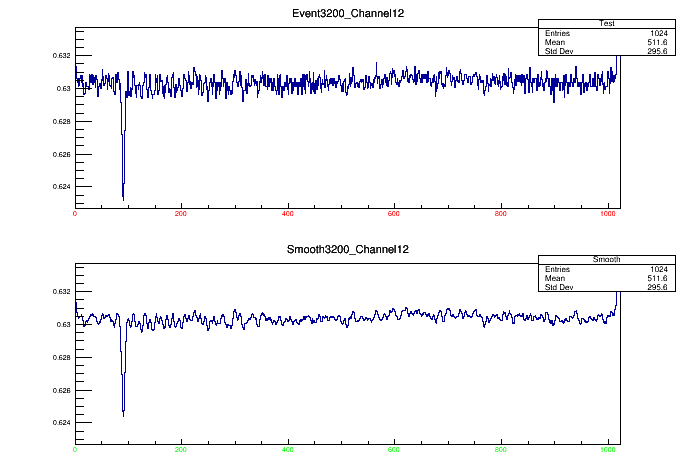 Event3200_Channel12
Test
Entries 1024
Mean 511.6
Std Dev 295.6
0.632
0.63
0.628
0.626
0.624
0 200 400 600 800 1000
Smooth3200_Channel12
Smooth
Entries 1024
Mean 511.6
Std Dev 295.6
0.632
0.63
0.628
0.626
0.624
0 200 400 600 800 1000